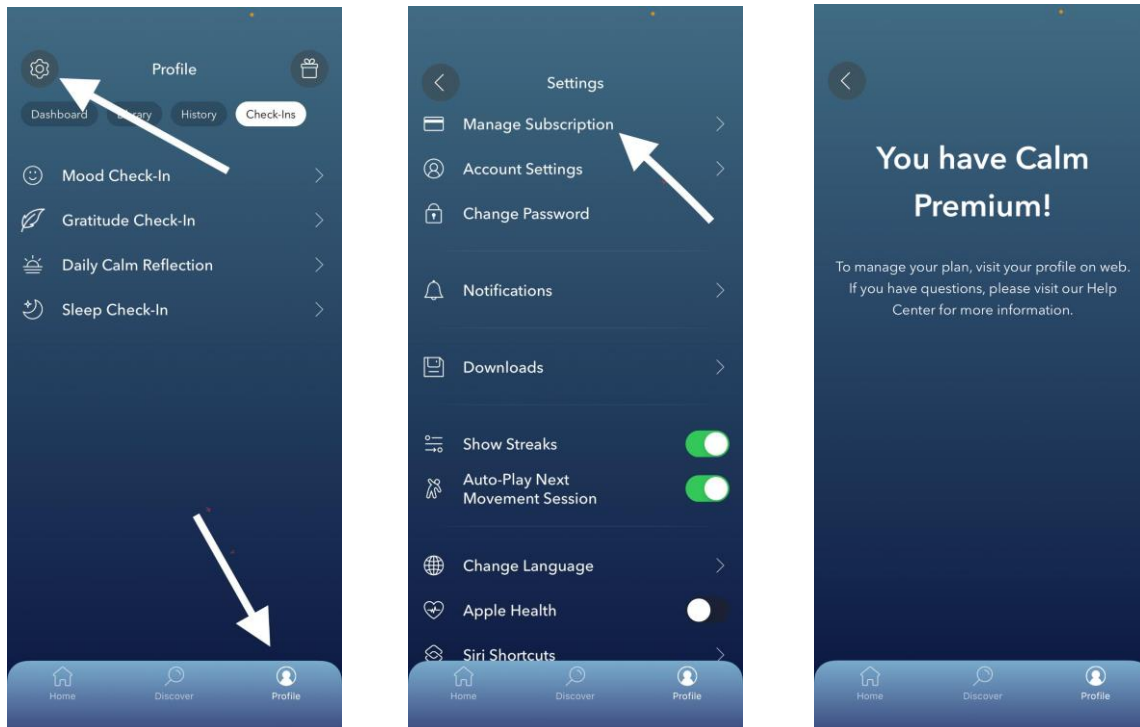 Profile
Dashboard
Library
History
Check-Ins
Mood Check-In
Gratitude Check-In
Daily Calm Reflection
Sleep Check-In
Home
Discover
Profile
Settings
Manage Subscription
Account Settings
Change Password
Notifications
Downloads
Show Streaks
Auto-Play Next
Movement Session
Change Language
Apple Health
Siri Shortcuts
Home
Discover
Profile
You have Calm
Premium!
To manage your plan, visit your profile on web.
If you have questions, please visit our Help
Center for more information.
Home
Discover
Profile